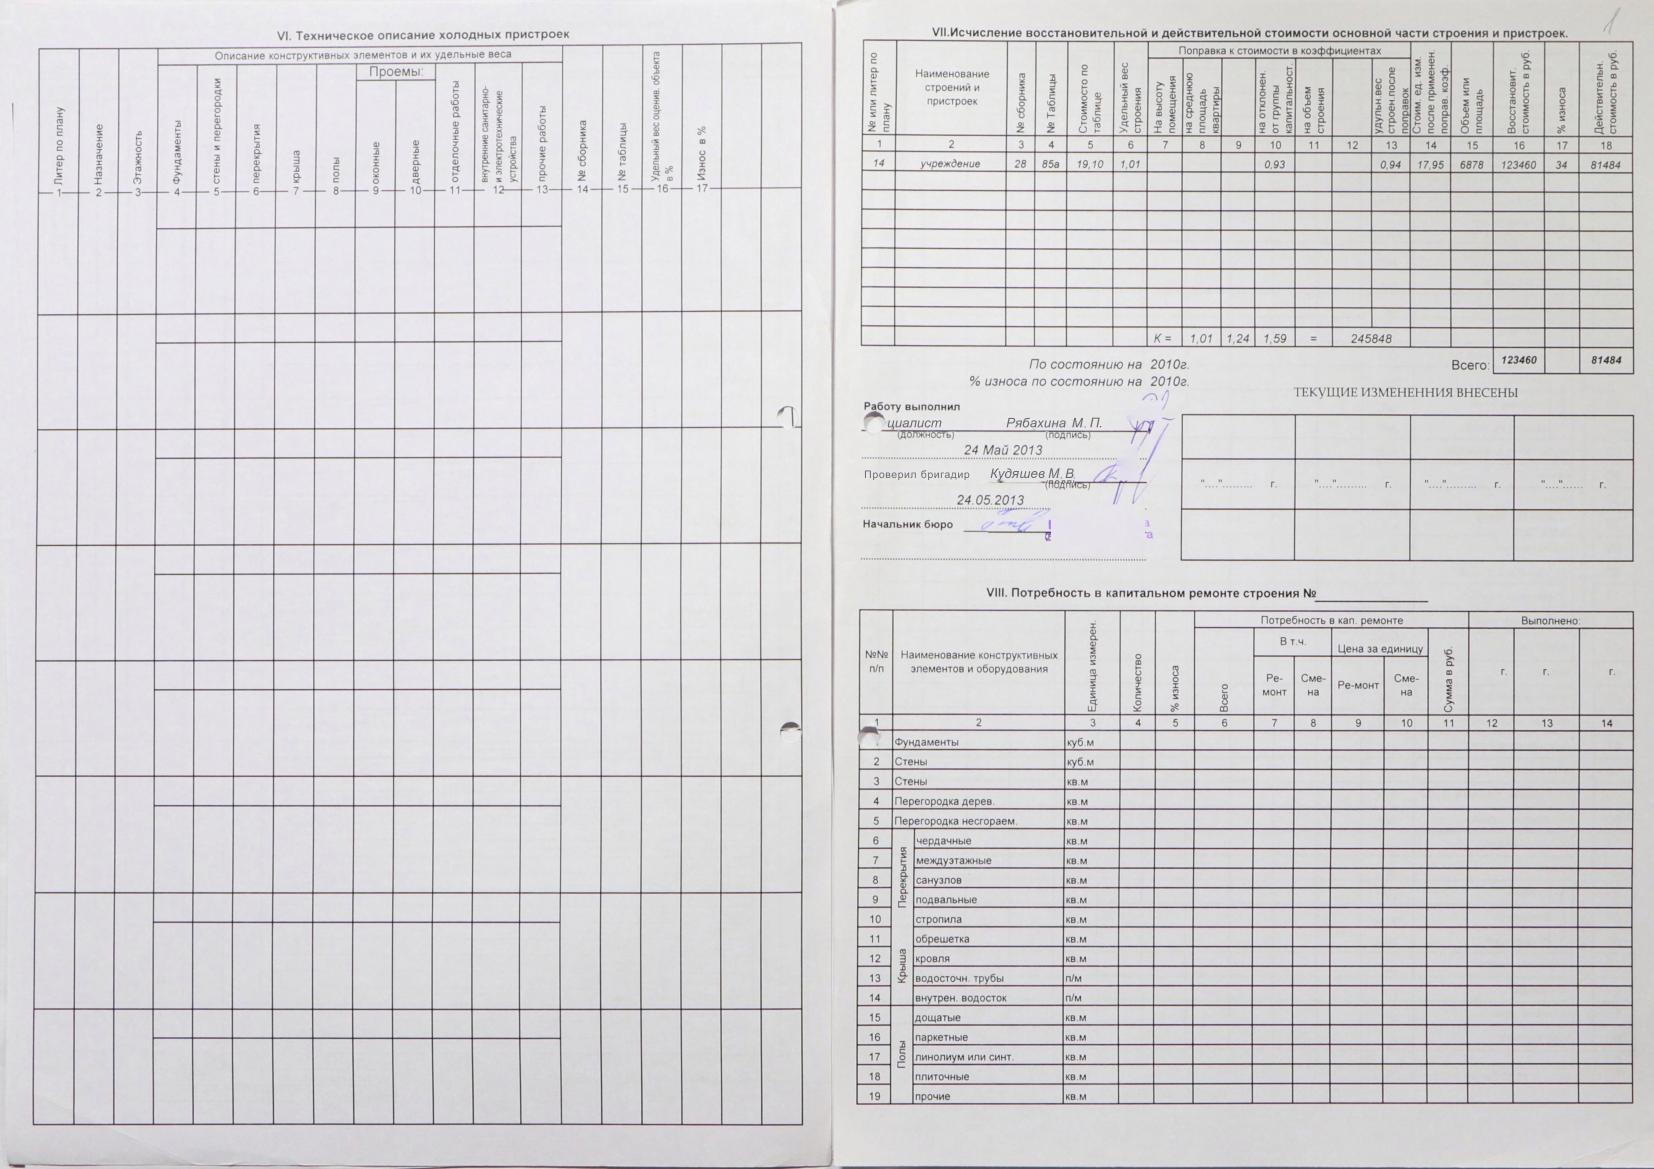 VI. Техническое описание холодных пристроек
Описание конструктивных элементов и их удельные веса
Проемы:
Литер по плану
Назначение
Этажность
Фундаменты
стены и перегородки
перекрытия
крыша
полы
оконные
дверные
отделочные работы
внутренние санитарно-
и электротехнические
устройства
прочие работы
№ сборника
№ таблицы
Удельный вес оценив. объекта
в %
Износ в %
1 2 3 4 5 6 7 8 9 10 11 12 13 14 15 16 17
1
VII.Исчисление восстановительной и действительной стоимости основной части строения и пристроек.
№ или литер по
плану
Наименование
строений и
пристроек
№ сборника
№ Таблицы
Стоимость по
таблице
Удельный вес
строения
Поправка к стоимости в коэффициентах
На высоту
помещения
на среднюю
площадь
квартиры
на отклонен.
от группы
капитальност.
на объем
строения
удульн.вес
строен.после
поправок
Стоим. ед. изм.
после применен.
поправ. коэф.
Объем или
площадь
Восстановит.
стоимость в руб.
% износа
Действительн.
стоимость в руб.
1 2 3 4 5 6 7 8 9 10 11 12 13 14 15 16 17 18
14 учреждение 28 85а 19,10 1,01 0,93 0,94 17,95 6878 123460 34 81484
К = 1,01 1,24 1,59 = 245848
Всего: 123460 81484
По состоянию на 2010г.
% износа по состоянию на 2010г.
Работу выполнил
циалист Рябахина М. П.
(должность) (подпись)
24 Май 2013
Проверил бригадир Кудяшев М. В.
(подпись)
24.05.2013
Начальник бюро
ТЕКУЩИЕ ИЗМЕНЕННИЯ ВНЕСЕНЫ
"...."......... г. "...."......... г. "...."......... г. "...."...... г.
VIII. Потребность в капитальном ремонте строения №
№№
п/п
Наименование конструктивных
элементов и оборудования
Единица измерен.
Количество
% износа
Потребность в кап. ремонте
Всего
В т.ч.
Ре-
монт
Сме-
на
Цена за единицу
Ре-монт
Сме-
на
Сумма в руб.
Выполнено:
г. г. г.
1 2 3 4 5 6 7 8 9 10 11 12 13 14
Фундаменты куб.м
2 Стены куб.м
3 Стены кв.м
4 Перегородка дерев. кв.м
5 Перегородка несгораем. кв.м
Перекрытия
6 чердачные кв.м
7 междуэтажные кв.м
8 санузлов кв.м
9 подвальные кв.м
Крыша
10 стропила кв.м
11 обрешетка кв.м
12 кровля кв.м
13 водосточн. трубы п/м
14 внутрен. водосток п/м
Полы
15 дощатые кв.м
16 паркетные кв.м
17 линолиум или синт. кв.м
18 плиточные кв.м
19 прочие кв.м